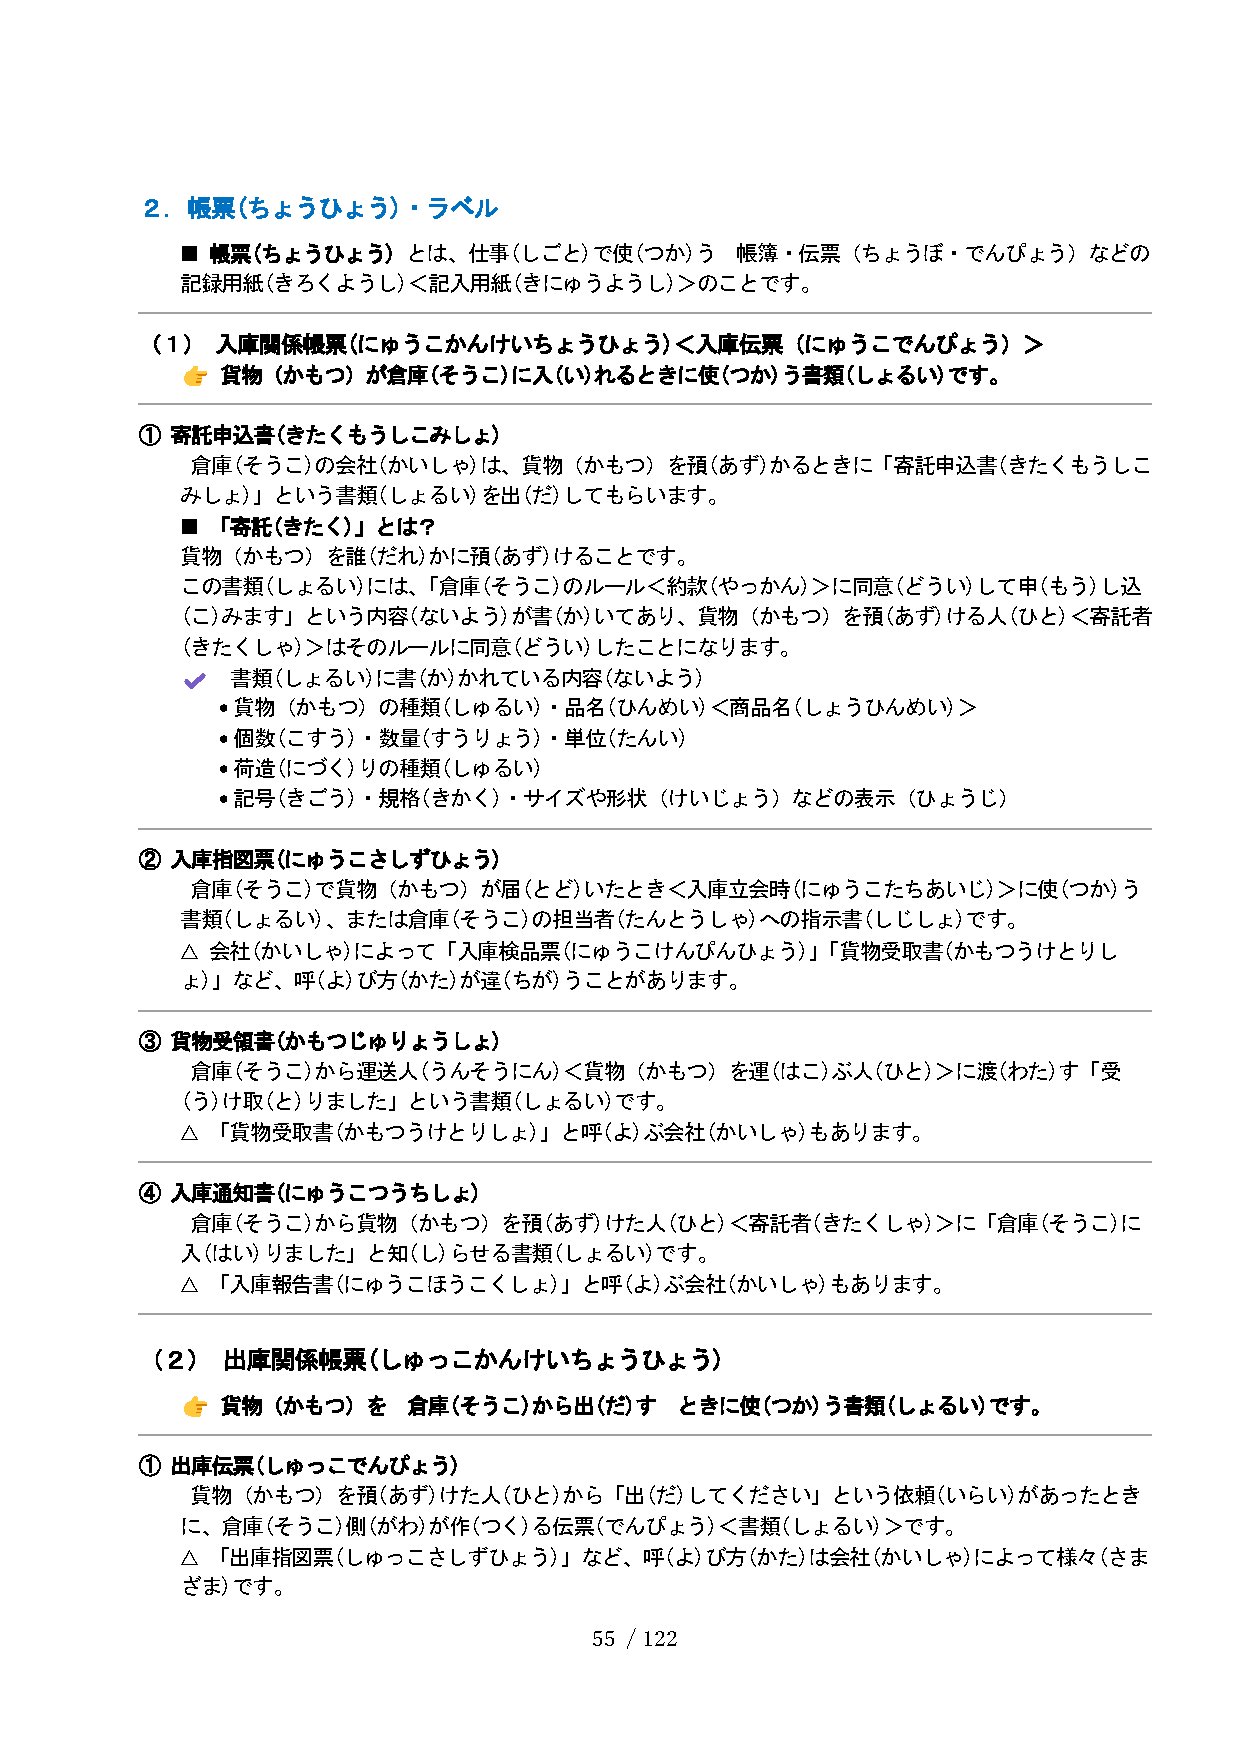 ２．帳票(ちょうひょう)・ラベル
■ 帳票(ちょうひょう) とは、仕事(しごと)で使(つか)う　帳簿・伝票（ちょうぼ・でんぴょう）などの
記録用紙(きろくようし)＜記入用紙(きにゅうようし)＞のことです。
（１）　入庫関係帳票(にゅうこかんけいちょうひょう)＜入庫伝票（にゅうこでんぴょう）＞
👉 貨物（かもつ）が倉庫(そうこ)に入(い)れるときに使(つか)う書類(しょるい)です。
① 寄託申込書(きたくもうしこみしょ)
倉庫(そうこ)の会社(かいしゃ)は、貨物（かもつ）を預(あず)かるときに「寄託申込書(きたくもうしこ
みしょ)」という書類(しょるい)を出(だ)してもらいます。
■ 「寄託(きたく)」とは？
貨物（かもつ）を誰(だれ)かに預(あず)けることです。
この書類(しょるい)には、「倉庫(そうこ)のルール＜約款(やっかん)＞に同意(どうい)して申(もう)し込
(こ)みます」という内容(ないよう)が書(か)いてあり、貨物（かもつ）を預(あず)ける人(ひと)＜寄託者
(きたくしゃ)＞はそのルールに同意(どうい)したことになります。
✔ 書類(しょるい)に書(か)かれている内容(ないよう)
•貨物（かもつ）の種類(しゅるい)・品名(ひんめい)＜商品名(しょうひんめい)＞
•個数(こすう)・数量(すうりょう)・単位(たんい)
•荷造(にづく)りの種類(しゅるい)
•記号(きごう)・規格(きかく)・サイズや形状（けいじょう）などの表示（ひょうじ）
② 入庫指図票(にゅうこさしずひょう)
倉庫(そうこ)で貨物（かもつ）が届(とど)いたとき＜入庫立会時(にゅうこたちあいじ)＞に使(つか)う
書類(しょるい)、または倉庫(そうこ)の担当者(たんとうしゃ)への指示書(しじしょ)です。
△ 会社(かいしゃ)によって「入庫検品票(にゅうこけんぴんひょう)」「貨物受取書(かもつうけとりし
ょ)」など、呼(よ)び方(かた)が違(ちが)うことがあります。
③ 貨物受領書(かもつじゅりょうしょ)
倉庫(そうこ)から運送人(うんそうにん)＜貨物（かもつ）を運(はこ)ぶ人(ひと)＞に渡(わた)す「受
(う)け取(と)りました」という書類(しょるい)です。
△ 「貨物受取書(かもつうけとりしょ)」と呼(よ)ぶ会社(かいしゃ)もあります。
④ 入庫通知書(にゅうこつうちしょ)
倉庫(そうこ)から貨物（かもつ）を預(あず)けた人(ひと)＜寄託者(きたくしゃ)＞に「倉庫(そうこ)に
入(はい)りました」と知(し)らせる書類(しょるい)です。
△ 「入庫報告書(にゅうこほうこくしょ)」と呼(よ)ぶ会社(かいしゃ)もあります。
（２）　出庫関係帳票(しゅっこかんけいちょうひょう)
👉 貨物（かもつ）を　倉庫(そうこ)から出(だ)す　ときに使(つか)う書類(しょるい)です。
① 出庫伝票(しゅっこでんぴょう)
貨物（かもつ）を預(あず)けた人(ひと)から「出(だ)してください」という依頼(いらい)があったとき
に、倉庫(そうこ)側(がわ)が作(つく)る伝票(でんぴょう)＜書類(しょるい)＞です。
△ 「出庫指図票(しゅっこさしずひょう)」など、呼(よ)び方(かた)は会社(かいしゃ)によって様々(さま
ざま)です。
55 / 122